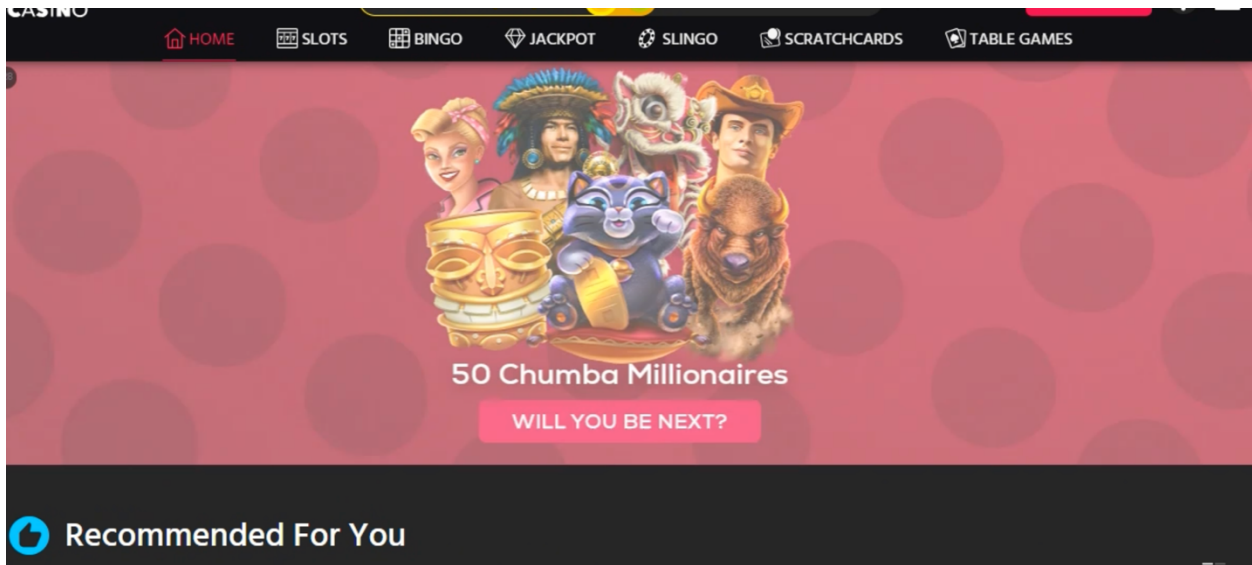 CASINO
HOME SLOTS BINGO JACKPOT SLINGO SCRATCHCARDS TABLE GAMES
50 Chumba Millionaires
WILL YOU BE NEXT?
Recommended For You